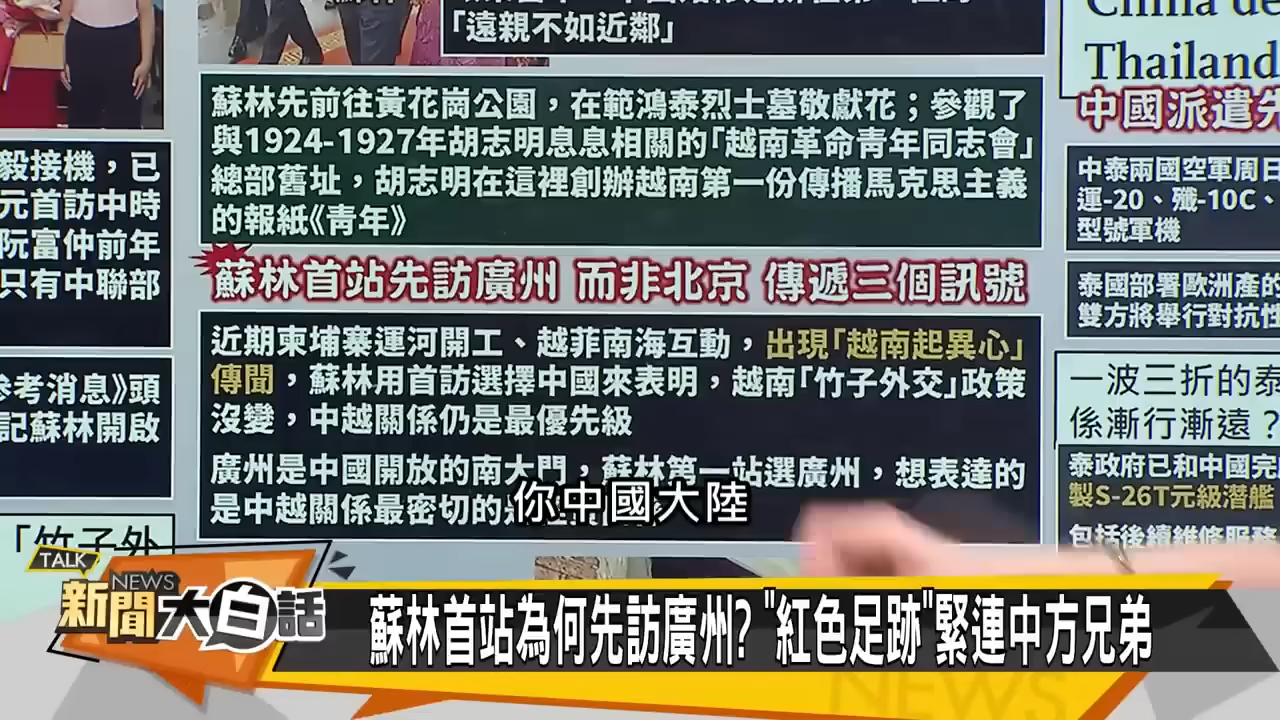 「遠親不如近鄰」
China de
Thailand
中國派遣先
蘇林先前往黃花崗公園，在範鴻泰烈士墓敬獻花；參觀了
與1924-1927年胡志明息息相關的「越南革命青年同志會」
總部舊址，胡志明在這裡創辦越南第一份傳播馬克思主義
的報紙《青年》
毅接機，已
元首訪中時
阮富仲前年
只有中聯部
中泰兩國空軍周日
運-20、殲-10C、
型號軍機
蘇林首站先訪廣州 而非北京 傳遞三個訊號
泰國部署歐洲產的
雙方將舉行對抗性
近期柬埔寨運河開工、越菲南海互動，出現「越南起異心」
傳聞，蘇林用首訪選擇中國來表明，越南「竹子外交」政策
沒變，中越關係仍是最優先級
參考消息》頭
記蘇林開啟
一波三折的泰
係漸行漸遠？
廣州是中國開放的南大門，蘇林第一站選廣州，想表達的
是中越關係最密切的
泰政府已和中國完
製S-26T元級潛艦
包括後續維修服務
你中國大陸
「竹子外
TALK
NEWS
新聞大白話
蘇林首站為何先訪廣州? "紅色足跡"緊連中方兄弟
NEWS